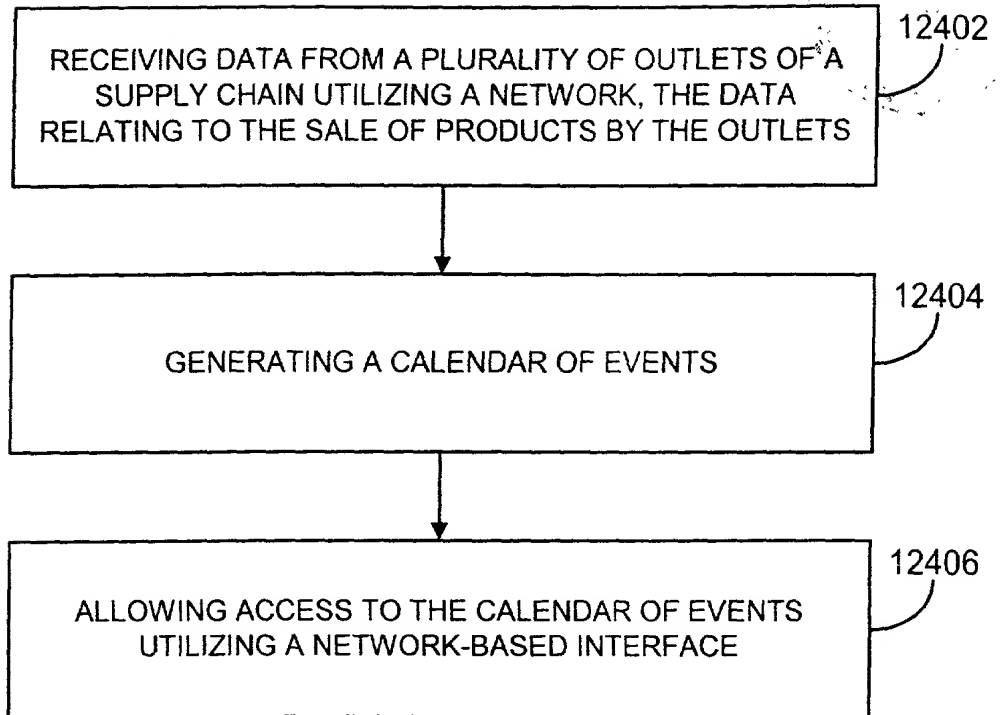 12402
RECEIVING DATA FROM A PLURALITY OF OUTLETS OF A
SUPPLY CHAIN UTILIZING A NETWORK, THE DATA
RELATING TO THE SALE OF PRODUCTS BY THE OUTLETS
12404
GENERATING A CALENDAR OF EVENTS
12406
ALLOWING ACCESS TO THE CALENDAR OF EVENTS
UTILIZING A NETWORK-BASED INTERFACE